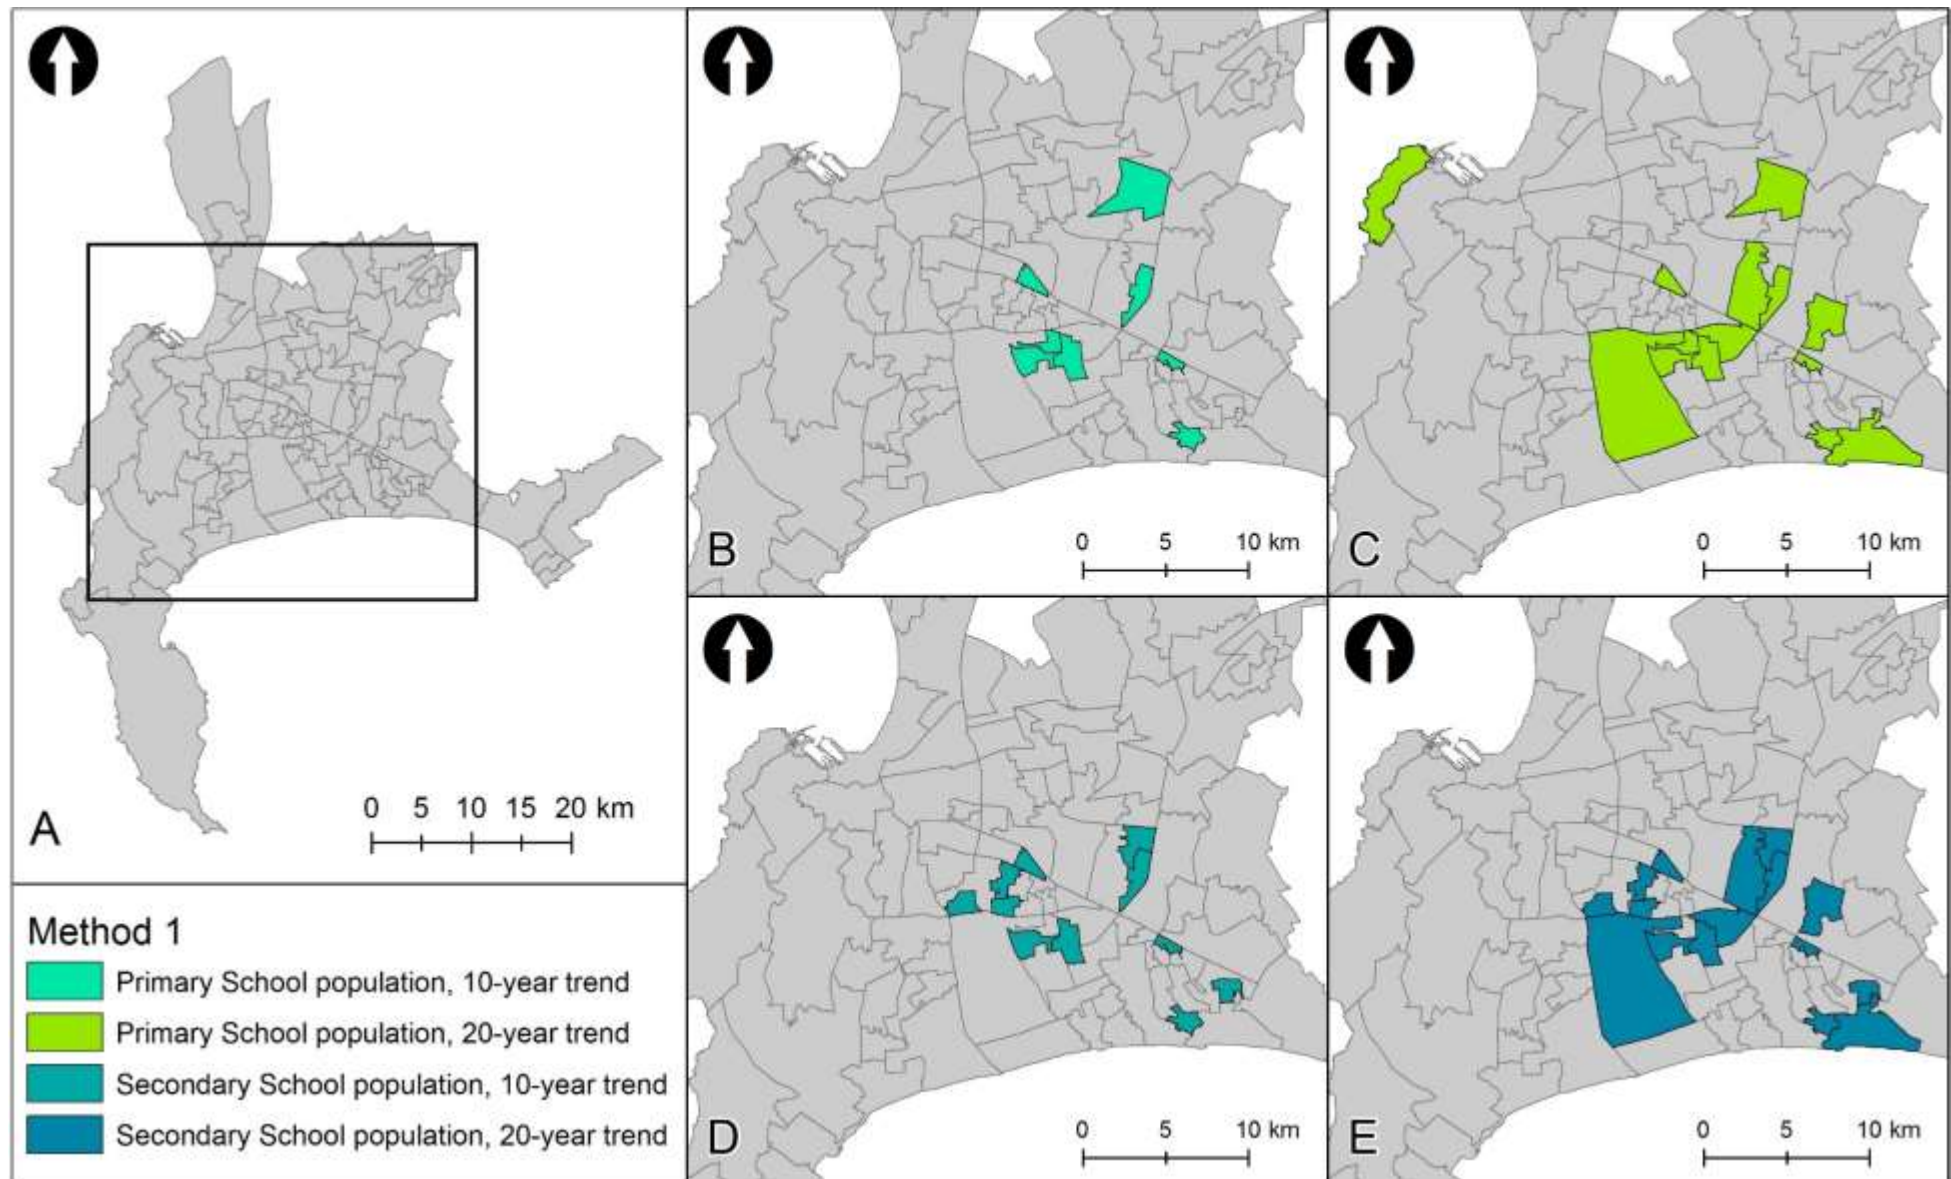 A
0 5 10 15 20 km
Method 1
Primary School population, 10-year trend
Primary School population, 20-year trend
Secondary School population, 10-year trend
Secondary School population, 20-year trend
B
0 5 10 km
C
0 5 10 km
D
0 5 10 km
E
0 5 10 km